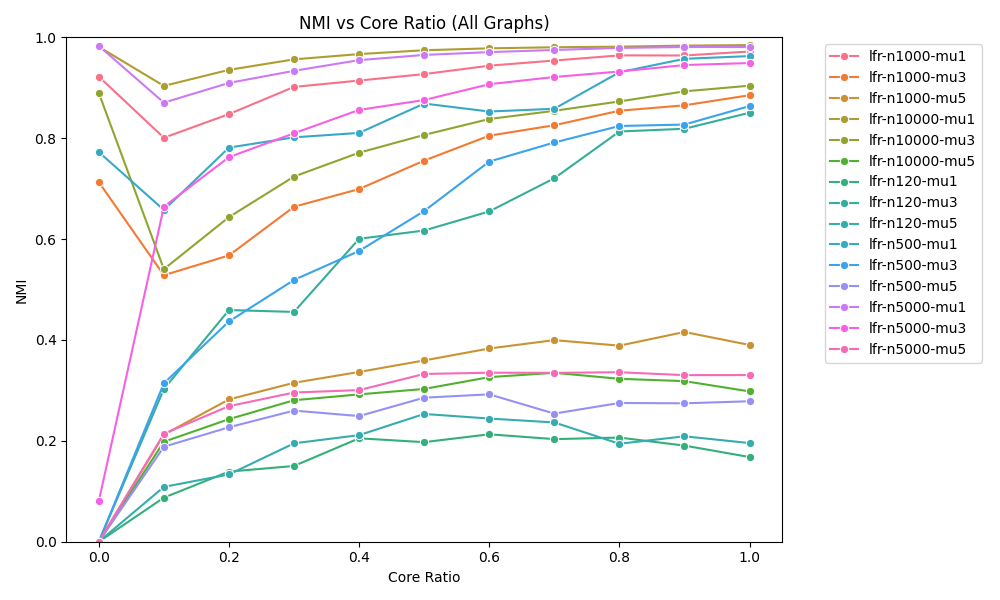 NMI vs Core Ratio (All Graphs)
NMI
1.0
0.8
0.6
0.4
0.2
0.0
0.0 0.2 0.4 0.6 0.8 1.0
Core Ratio
lfr-n1000-mu1
lfr-n1000-mu3
lfr-n1000-mu5
lfr-n10000-mu1
lfr-n10000-mu3
lfr-n10000-mu5
lfr-n120-mu1
lfr-n120-mu3
lfr-n120-mu5
lfr-n500-mu1
lfr-n500-mu3
lfr-n500-mu5
lfr-n5000-mu1
lfr-n5000-mu3
lfr-n5000-mu5